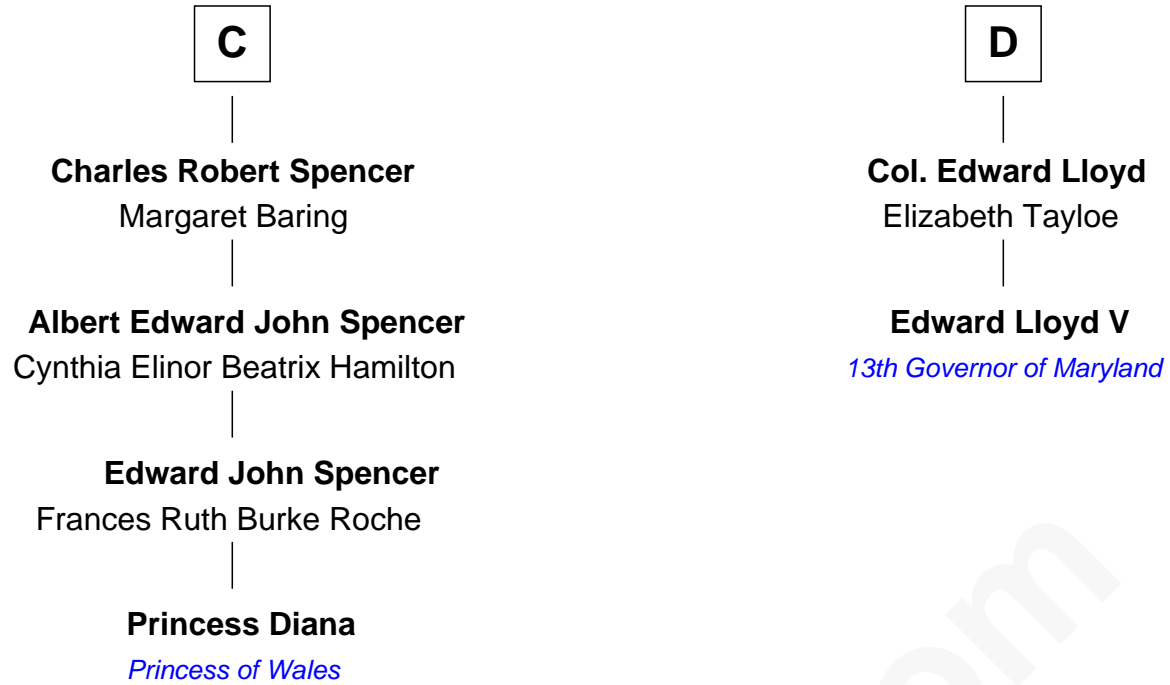 C
Charles Robert Spencer
Margaret Baring
Albert Edward John Spencer
Cynthia Elinor Beatrix Hamilton
Edward John Spencer
Frances Ruth Burke Roche
Princess Diana
Princess of Wales
D
Col. Edward Lloyd
Elizabeth Tayloe
Edward Lloyd V
13th Governor of Maryland
om